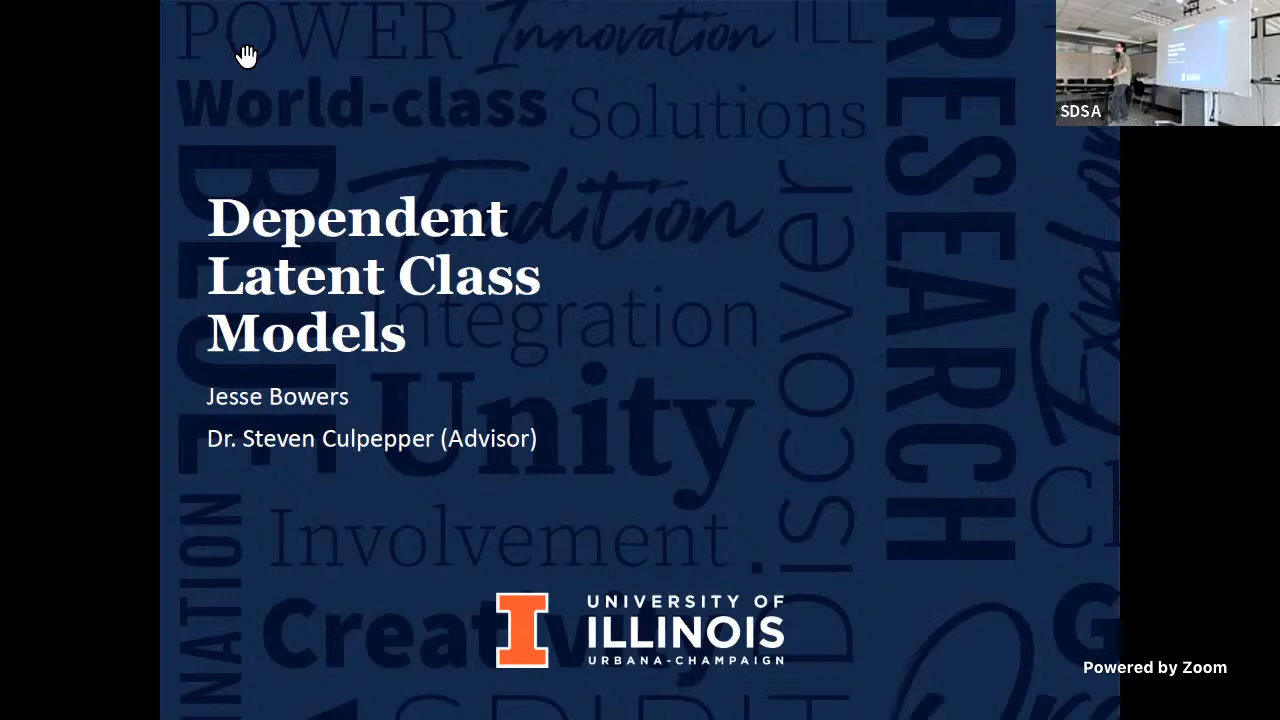 POWER Innovation ILL
World-class Solutions
RESEARCH
Tradition
Discover
Integration
Unity
Involvement
Creativity
SDSA
Dependent
Latent Class
Models
Jesse Bowers
Dr. Steven Culpepper (Advisor)
UNIVERSITY OF
ILLINOIS
URBANA-CHAMPAIGN
Powered by Zoom